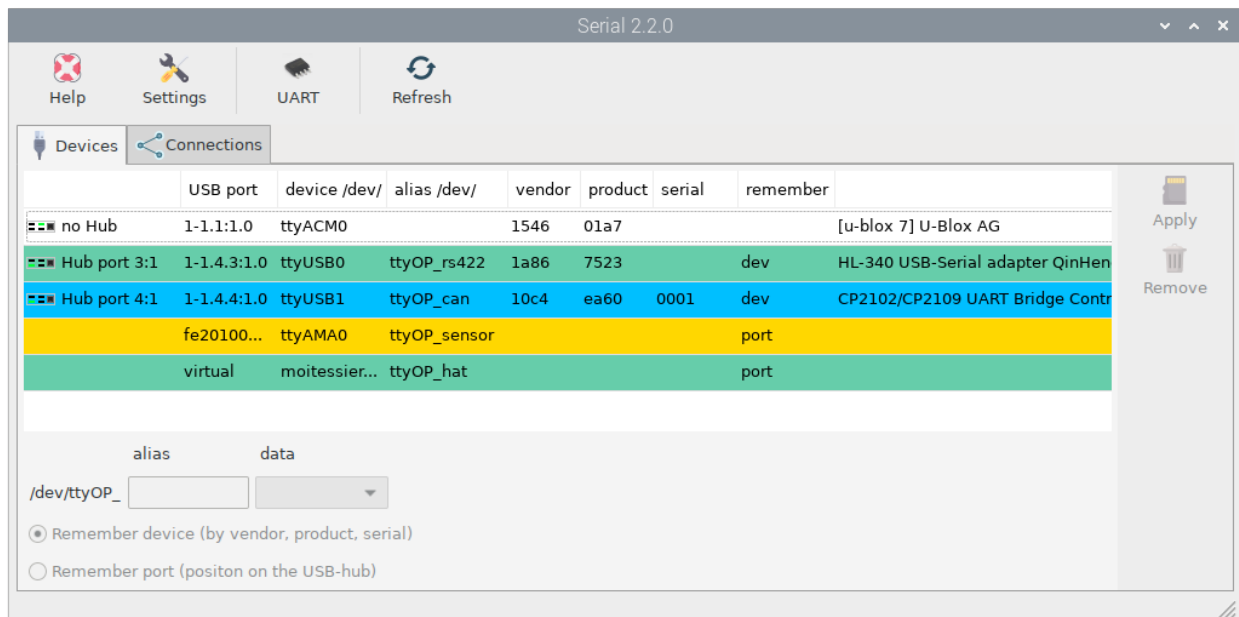 Serial 2.2.0
Help Settings UART Refresh
Devices Connections
USB port device /dev/ alias /dev/ vendor product serial remember
no Hub 1-1.1:1.0 ttyACM0 1546 01a7 [u-blox 7] U-Blox AG
Hub port 3:1 1-1.4.3:1.0 ttyUSB0 ttyOP_rs422 1a86 7523 dev HL-340 USB-Serial adapter QinHen
Hub port 4:1 1-1.4.4:1.0 ttyUSB1 ttyOP_can 10c4 ea60 0001 dev CP2102/CP2109 UART Bridge Contr
fe20100... ttyAMA0 ttyOP_sensor port
virtual moitessier... ttyOP_hat port
Apply
Remove
alias data
/dev/ttyOP_
Remember device (by vendor, product, serial)
Remember port (positon on the USB-hub)